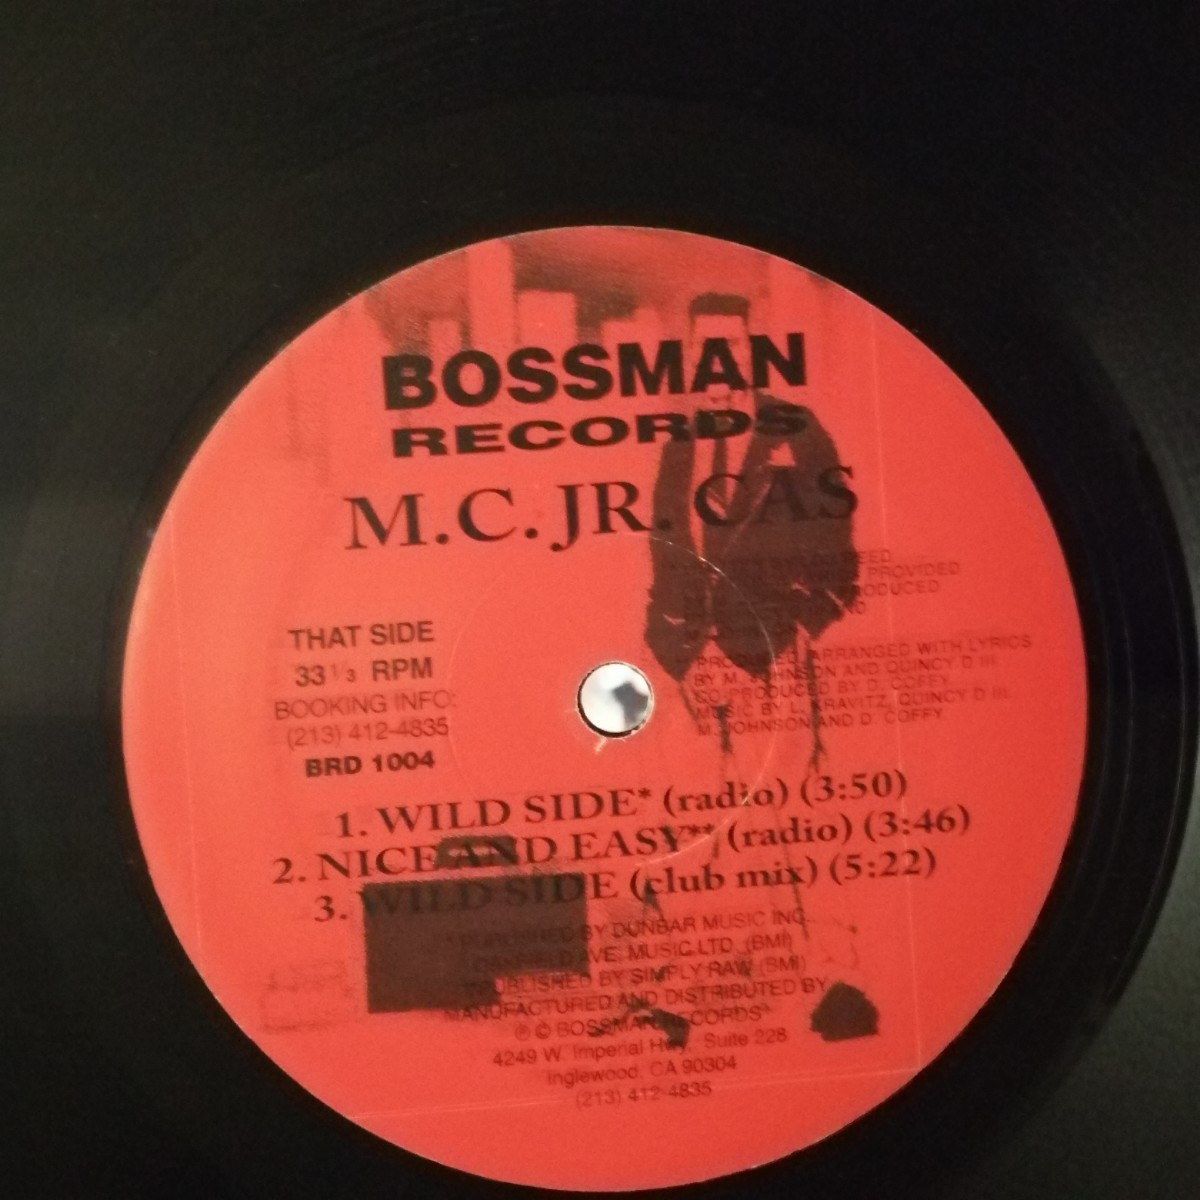 BOSSMAN
RECORDS
M.C. JR. CAS
THAT SIDE
33 1/3 RPM
BOOKING INFO:
(213) 412-4835
BRD 1004
PROVIDED
** PRODUCED, ARRANGED WITH LYRICS
BY M. JOHNSON AND QUINCY D III
CO PRODUCED BY D. COFFY
MUSIC BY L. KRAVITZ, QUINCY D III,
M. JOHNSON AND D. COFFY
1. WILD SIDE* (radio) (3:50)
2. NICE AND EASY** (radio) (3:46)
3. WILD SIDE (club mix) (5:22)
* PUBLISHED BY DUNBAR MUSIC INC.
AVE. MUSIC LTD. (BMI)
PUBLISHED BY SIMPLY RAW (BMI)
MANUFACTURED AND DISTRIBUTED BY
℗ © BOSSMAN RECORDS
4249 W. Imperial Hwy. Suite 228
Inglewood, CA 90304
(213) 412-4835